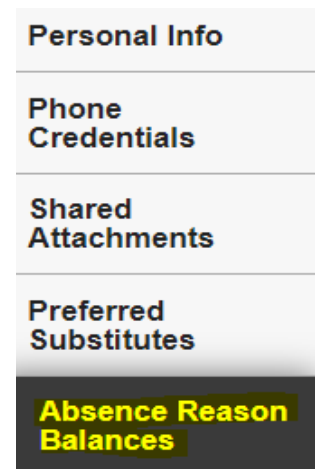 Personal Info
Phone
Credentials
Shared
Attachments
Preferred
Substitutes
Absence Reason
Balances